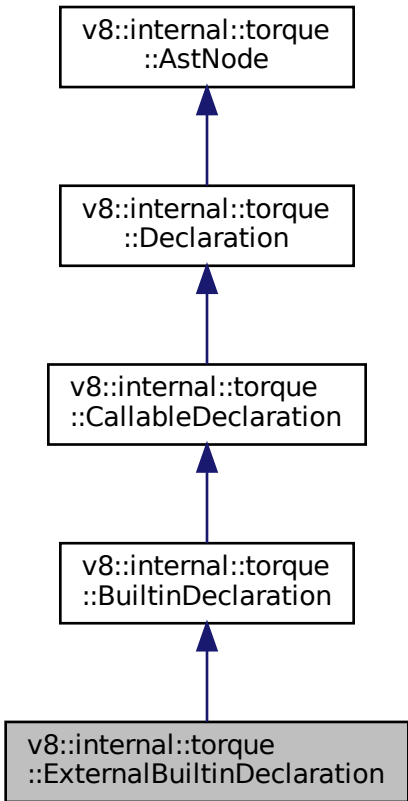 v8::internal::torque
::AstNode
v8::internal::torque
::Declaration
v8::internal::torque
::CallableDeclaration
v8::internal::torque
::BuiltinDeclaration
v8::internal::torque
::ExternalBuiltinDeclaration